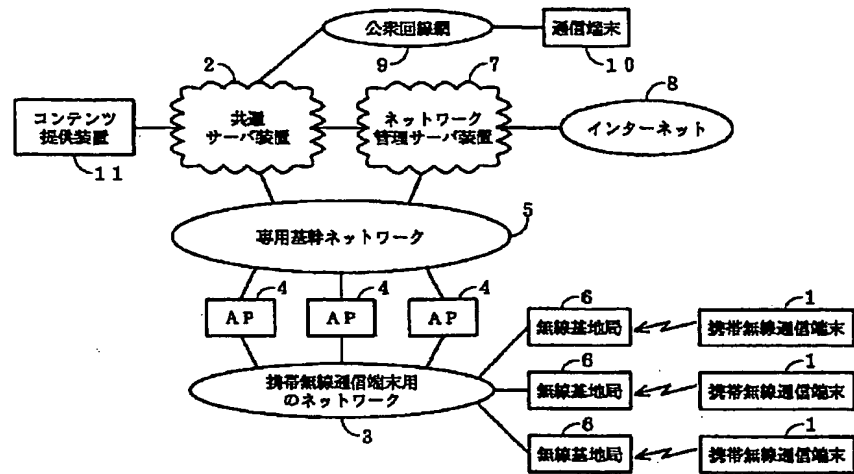 公衆回線網
通信端末
9
10
2
7
8
コンテンツ
提供装置
11
共通
サーバ装置
ネットワーク
管理サーバ装置
インターネット
5
専用基幹ネットワーク
4
4
4
AP
AP
AP
6
1
無線基地局
携帯無線通信端末
6
1
無線基地局
携帯無線通信端末
6
1
無線基地局
携帯無線通信端末
携帯無線通信端末用
のネットワーク
3